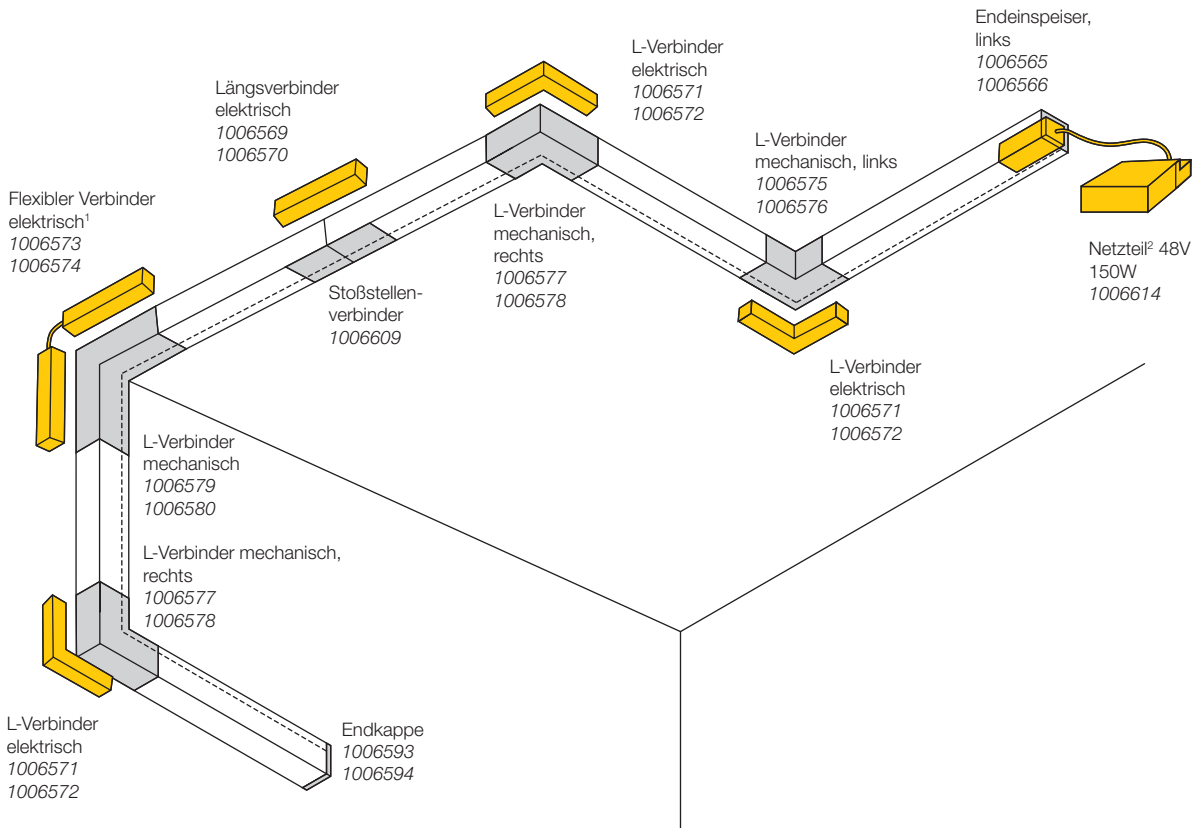 Endeinspeiser,
links
1006565
1006566
L-Verbinder
elektrisch
1006571
1006572
Längsverbinder
elektrisch
1006569
1006570
L-Verbinder
mechanisch, links
1006575
1006576
Flexibler Verbinder
elektrisch¹
1006573
1006574
L-Verbinder
mechanisch,
rechts
1006577
1006578
Netzteil² 48V
150W
1006614
Stoßstellen-
verbinder
1006609
L-Verbinder
elektrisch
1006571
1006572
L-Verbinder
mechanisch
1006579
1006580
L-Verbinder mechanisch,
rechts
1006577
1006578
L-Verbinder
elektrisch
1006571
1006572
Endkappe
1006593
1006594